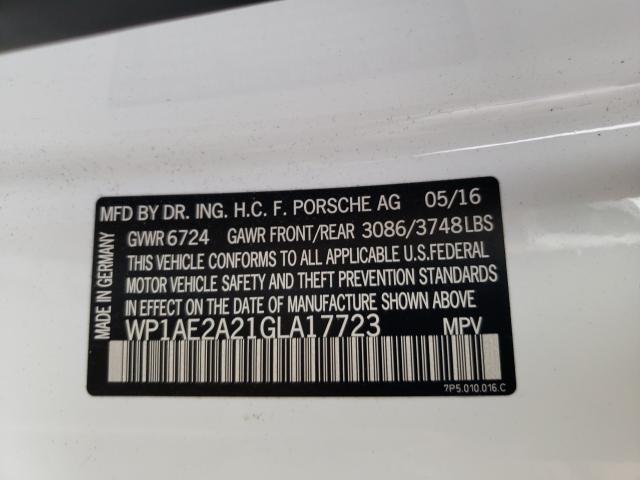 MFD BY DR. ING. H.C. F. PORSCHE AG 05/16
GVWR 6724 GAWR FRONT/REAR 3086/3748LBS
THIS VEHICLE CONFORMS TO ALL APPLICABLE U.S.FEDERAL
MOTOR VEHICLE SAFETY AND THEFT PREVENTION STANDARDS
IN EFFECT ON THE DATE OF MANUFACTURE SHOWN ABOVE
WP1AE2A21GLA17723 MPV
7P5.010.016.C
MADE IN GERMANY